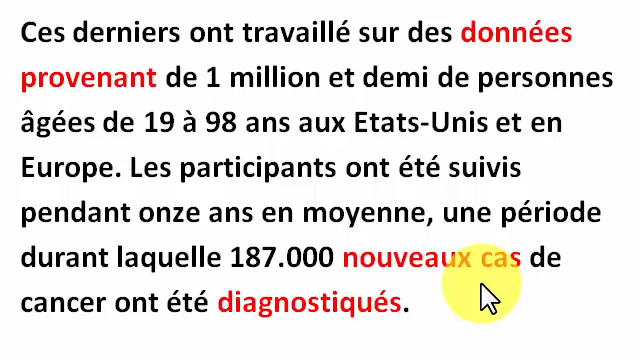 Ces derniers ont travaillé sur des données
provenant de 1 million et demi de personnes
âgées de 19 à 98 ans aux Etats-Unis et en
Europe. Les participants ont été suivis
pendant onze ans en moyenne, une période
durant laquelle 187.000 nouveaux cas de
cancer ont été diagnostiqués.